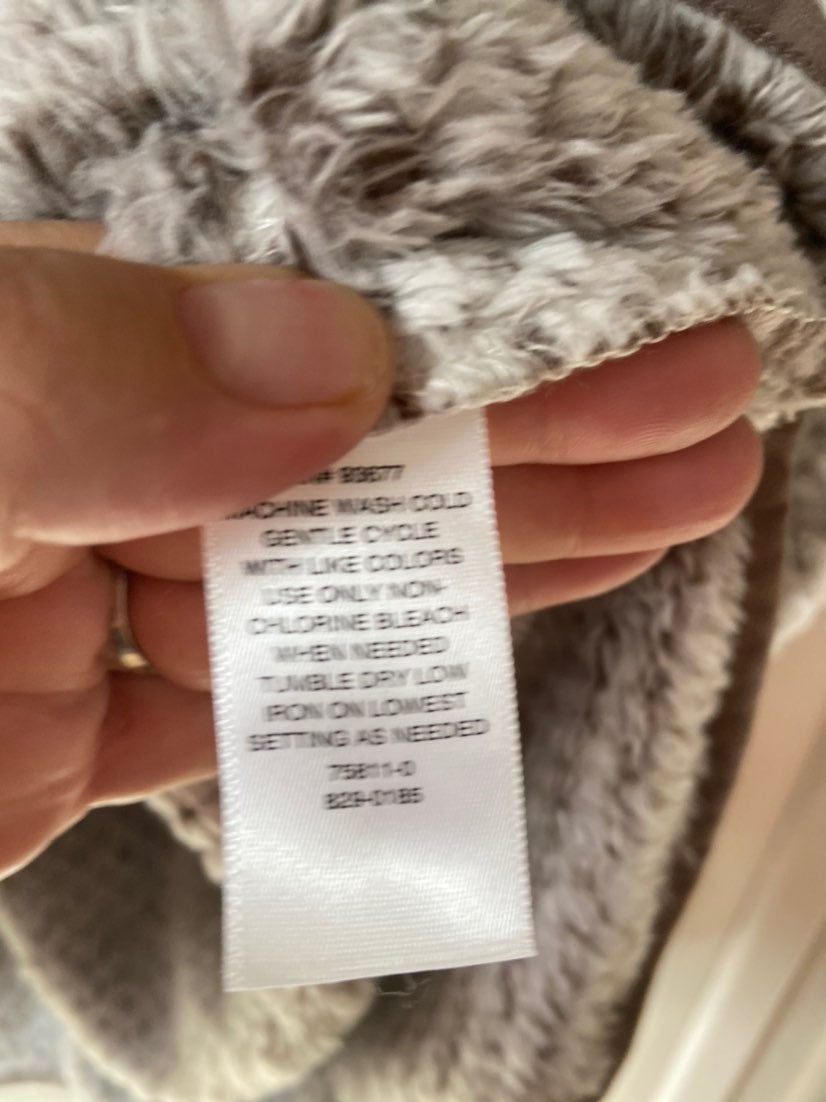 # 93677
MACHINE WASH COLD
GENTLE CYCLE
WITH LIKE COLORS
USE ONLY NON-
CHLORINE BLEACH
WHEN NEEDED
TUMBLE DRY LOW
IRON ON LOWEST
SETTING AS NEEDED
75811-0
829-0185